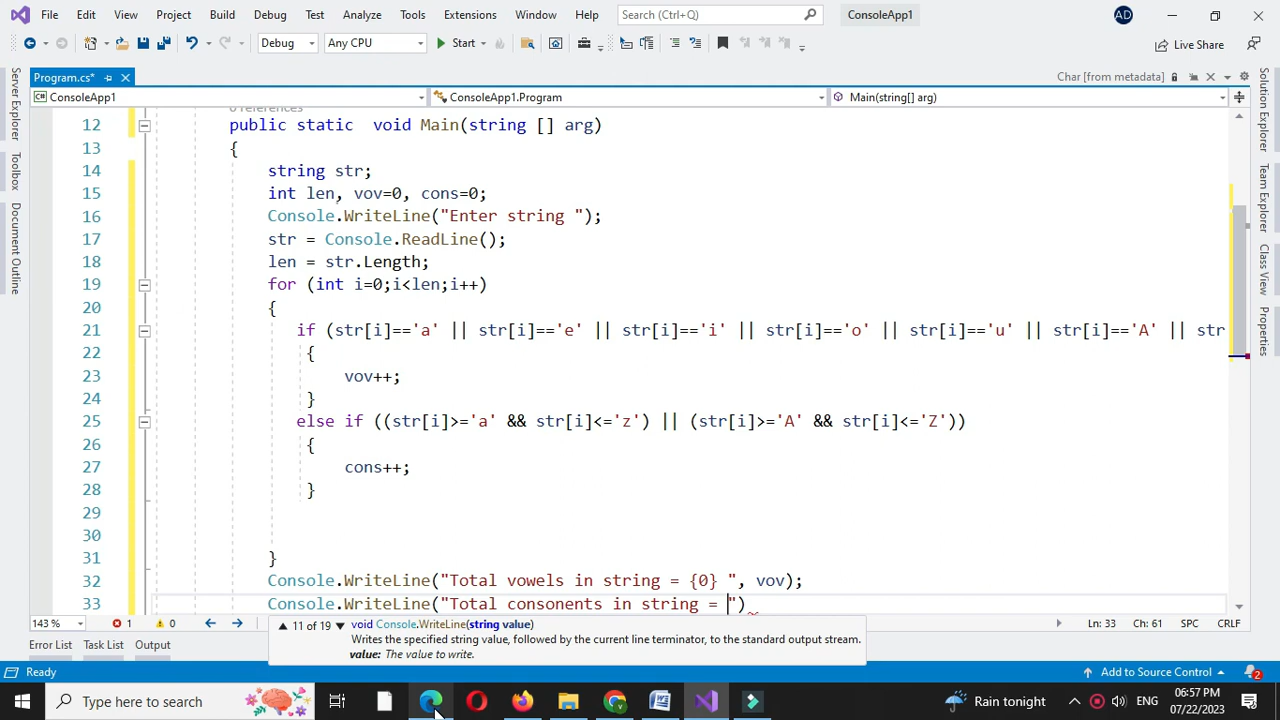 File Edit View Project Build Debug Test Analyze Tools Extensions Window Help Search (Ctrl+Q) ConsoleApp1 AD
Debug Any CPU Start Live Share
Program.cs* Char [from metadata]
ConsoleApp1 ConsoleApp1.Program Main(string[] arg)
Server Explorer
Toolbox
Document Outline
Solution Explorer
Team Explorer
Class View
Properties
0 references
12 public static void Main(string [] arg)
13 {
14 string str;
15 int len, vov=0, cons=0;
16 Console.WriteLine("Enter string ");
17 str = Console.ReadLine();
18 len = str.Length;
19 for (int i=0;i<len;i++)
20 {
21 if (str[i]=='a' || str[i]=='e' || str[i]=='i' || str[i]=='o' || str[i]=='u' || str[i]=='A' || str
22 {
23 vov++;
24 }
25 else if ((str[i]>='a' && str[i]<='z') || (str[i]>='A' && str[i]<='Z'))
26 {
27 cons++;
28 }
29
30
31 }
32 Console.WriteLine("Total vowels in string = {0} ", vov);
33 Console.WriteLine("Total consonents in string = ")
143 % 1 0 Ln: 33 Ch: 61 SPC CRLF
11 of 19 void Console.WriteLine(string value)
Writes the specified string value, followed by the current line terminator, to the standard output stream.
value: The value to write.
Error List Task List Output
Ready Add to Source Control 2
Type here to search Rain tonight ENG 06:57 PM
07/22/2023